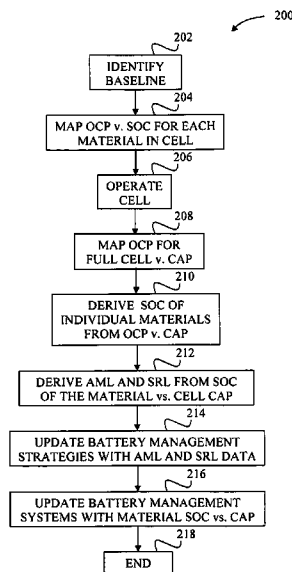 200
202
IDENTIFY
BASELINE
204
MAP OCP v. SOC FOR EACH
MATERIAL IN CELL
206
OPERATE
CELL
208
MAP OCP FOR
FULL CELL v. CAP
210
DERIVE SOC OF
INDIVIDUAL MATERIALS
FROM OCP v. CAP
212
DERIVE AML AND SRL FROM SOC
OF THE MATERIAL vs. CELL CAP
214
UPDATE BATTERY MANAGEMENT
STRATEGIES WITH AML AND SRL DATA
216
UPDATE BATTERY MANAGEMENT
SYSTEMS WITH MATERIAL SOC vs. CAP
218
END